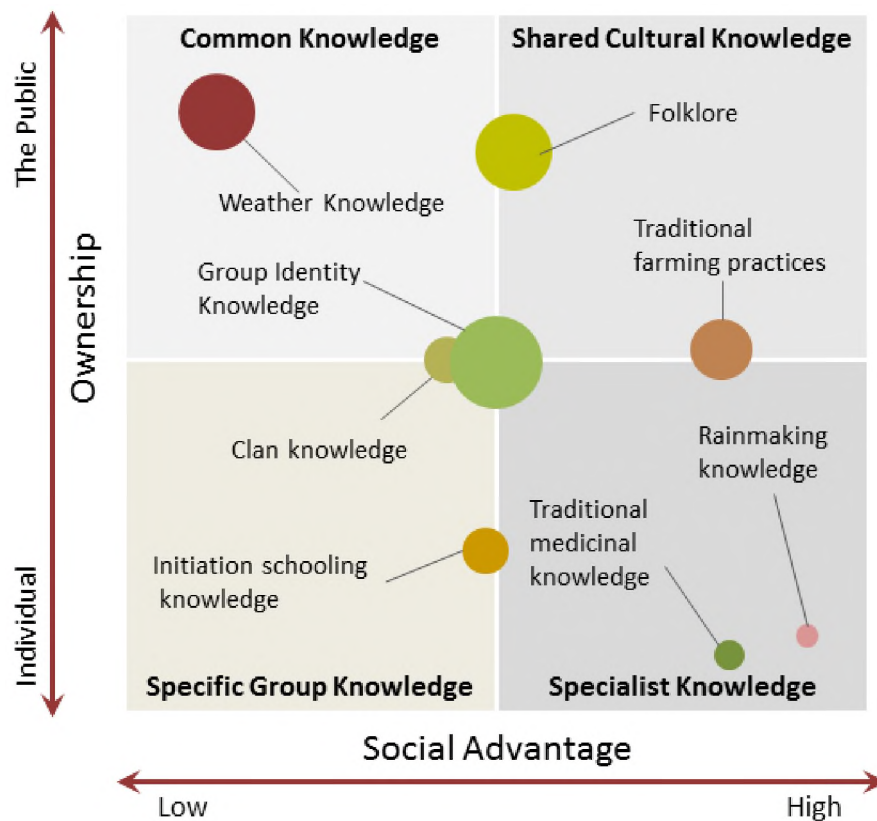 Common Knowledge
Shared Cultural Knowledge
The Public
Folklore
Weather Knowledge
Traditional
farming practices
Group Identity
Knowledge
Ownership
Clan knowledge
Rainmaking
knowledge
Traditional
medicinal
knowledge
Initiation schooling
knowledge
Individual
Specific Group Knowledge
Specialist Knowledge
Social Advantage
Low
High